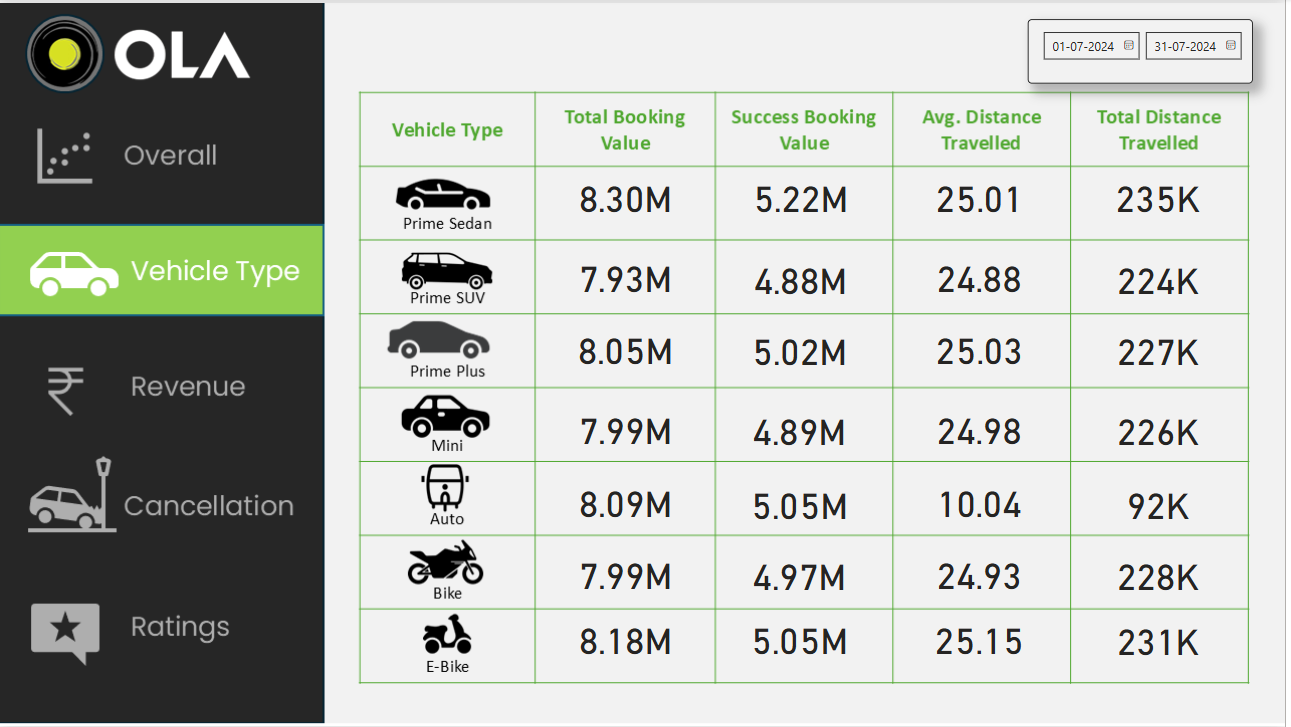 OLA
Overall
Vehicle Type
Revenue
Cancellation
Ratings
01-07-2024 31-07-2024
Vehicle Type Total Booking Value Success Booking Value Avg. Distance Travelled Total Distance Travelled
Prime Sedan 8.30M 5.22M 25.01 235K
Prime SUV 7.93M 4.88M 24.88 224K
Prime Plus 8.05M 5.02M 25.03 227K
Mini 7.99M 4.89M 24.98 226K
Auto 8.09M 5.05M 10.04 92K
Bike 7.99M 4.97M 24.93 228K
E-Bike 8.18M 5.05M 25.15 231K